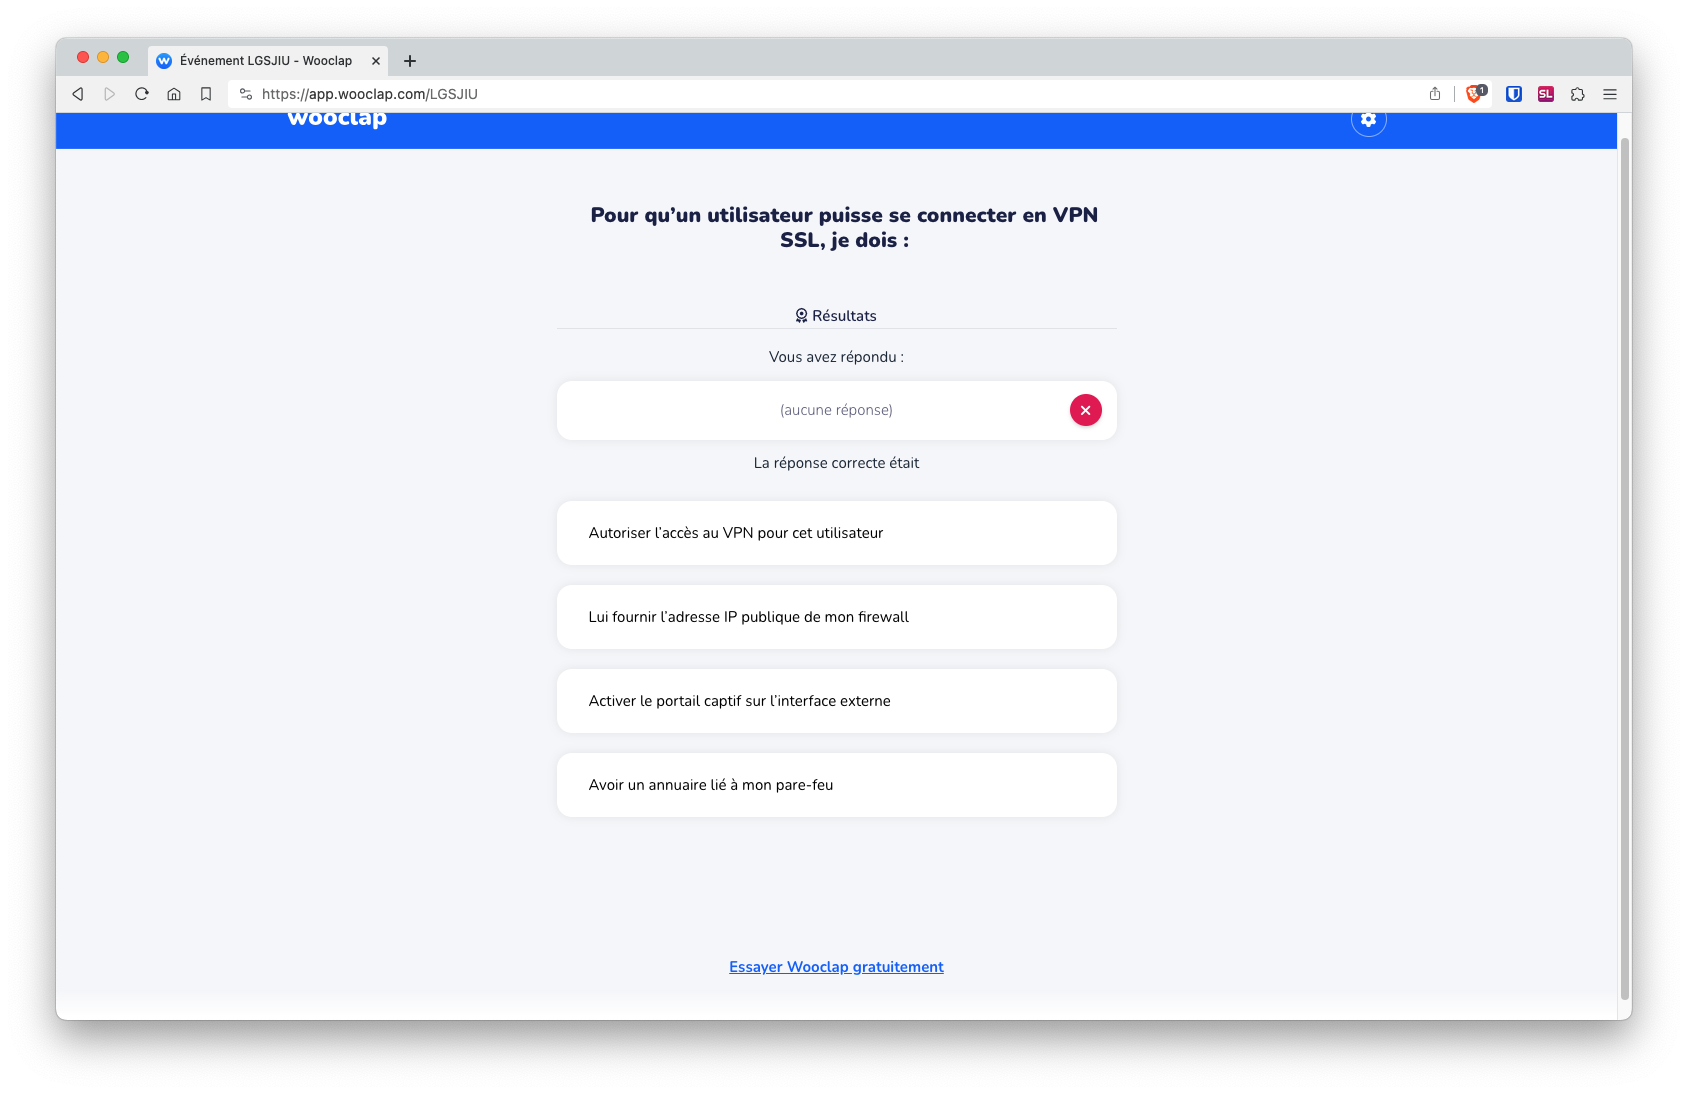 Événement LGSJIU - Wooclap
https://app.wooclap.com/LGSJIU
1
SL
wooclap
Pour qu’un utilisateur puisse se connecter en VPN
SSL, je dois :
Résultats
Vous avez répondu :
(aucune réponse)
La réponse correcte était
Autoriser l’accès au VPN pour cet utilisateur
Lui fournir l’adresse IP publique de mon firewall
Activer le portail captif sur l’interface externe
Avoir un annuaire lié à mon pare-feu
Essayer Wooclap gratuitement